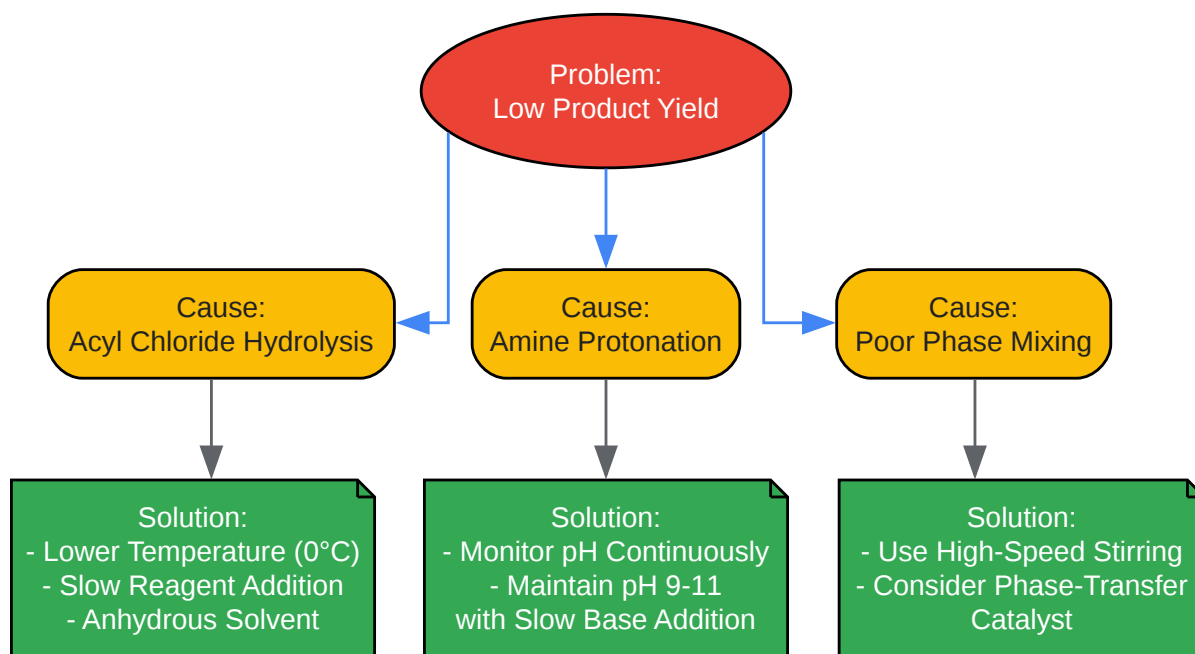 Problem:
Low Product Yield
Cause:
Acyl Chloride Hydrolysis
Cause:
Amine Protonation
Cause:
Poor Phase Mixing
Solution:
- Lower Temperature (0°C)
- Slow Reagent Addition
- Anhydrous Solvent
Solution:
- Monitor pH Continuously
- Maintain pH 9-11
with Slow Base Addition
Solution:
- Use High-Speed Stirring
- Consider Phase-Transfer
Catalyst